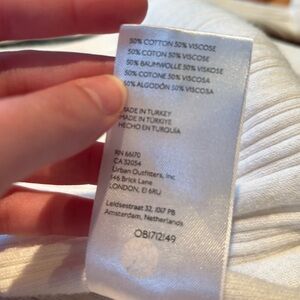 50% COTTON 50% VISCOSE
50% COTON 50% VISCOSE
50% BAUMWOLLE 50% VISKOSE
50% COTONE 50% VISCOSA
50% ALGODÓN 50% VISCOSA
MADE IN TURKEY
MADE IN TÜRKIYE
HECHO EN TURQUÍA
RN 66170
CA 32054
Urban Outfitters, Inc
146 Brick Lane
LONDON, E1 6RU
Leidsestraat 32, 1017 PB
Amsterdam, Netherlands
OB1712149